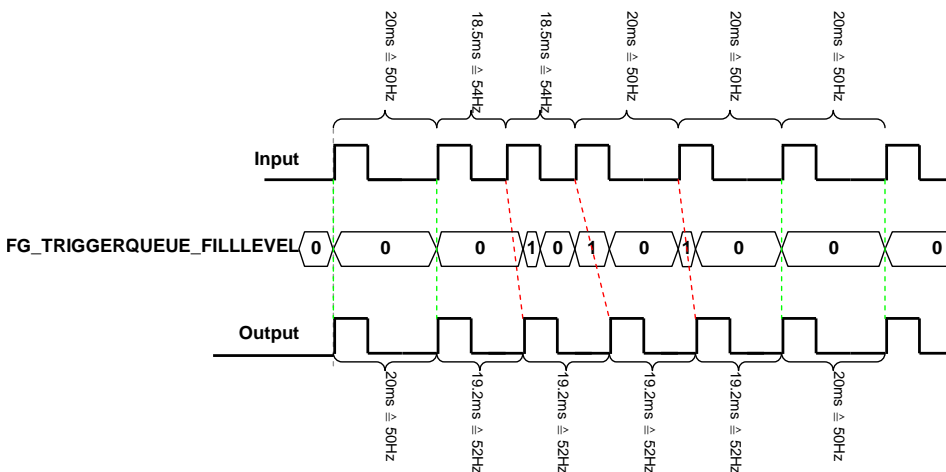 20ms ≙ 50Hz
18.5ms ≙ 54Hz
18.5ms ≙ 54Hz
20ms ≙ 50Hz
20ms ≙ 50Hz
20ms ≙ 50Hz
Input
FG_TRIGGERQUEUE_FILLLEVEL 0 0 0 1 0 1 0 1 0 0 0
Output
20ms ≙ 50Hz
19.2ms ≙ 52Hz
19.2ms ≙ 52Hz
19.2ms ≙ 52Hz
19.2ms ≙ 52Hz
20ms ≙ 50Hz